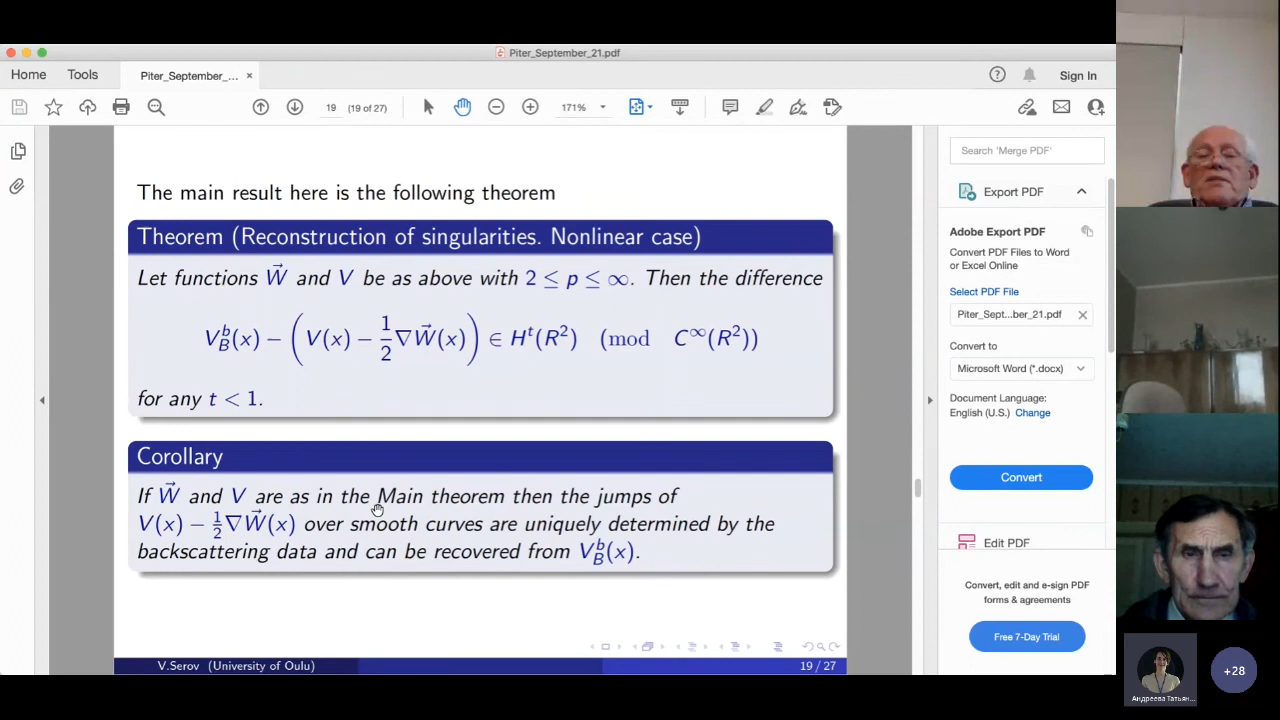 Piter_September_21.pdf
Home Tools Piter_September_... × Sign In
19 (19 of 27) 171%
Search 'Merge PDF'
Export PDF
Adobe Export PDF
Convert PDF Files to Word
or Excel Online
Select PDF File
Piter_Sept...ber_21.pdf
Convert to
Microsoft Word (*.docx)
Document Language:
English (U.S.) Change
Convert
Edit PDF
Convert, edit and e-sign PDF
forms & agreements
Free 7-Day Trial
The main result here is the following theorem
Theorem (Reconstruction of singularities. Nonlinear case)
Let functions W⃗ and V be as above with 2 ≤ p ≤ ∞. Then the difference
V_B^b(x) − (V(x) − 1/2 ∇W⃗(x)) ∈ H^t(R²) (mod C^∞(R²))
for any t < 1.
Corollary
If W⃗ and V are as in the Main theorem then the jumps of
V(x) − 1/2 ∇W⃗(x) over smooth curves are uniquely determined by the
backscattering data and can be recovered from V_B^b(x).
V.Serov (University of Oulu) 19 / 27
Андреева Татьян...
+28